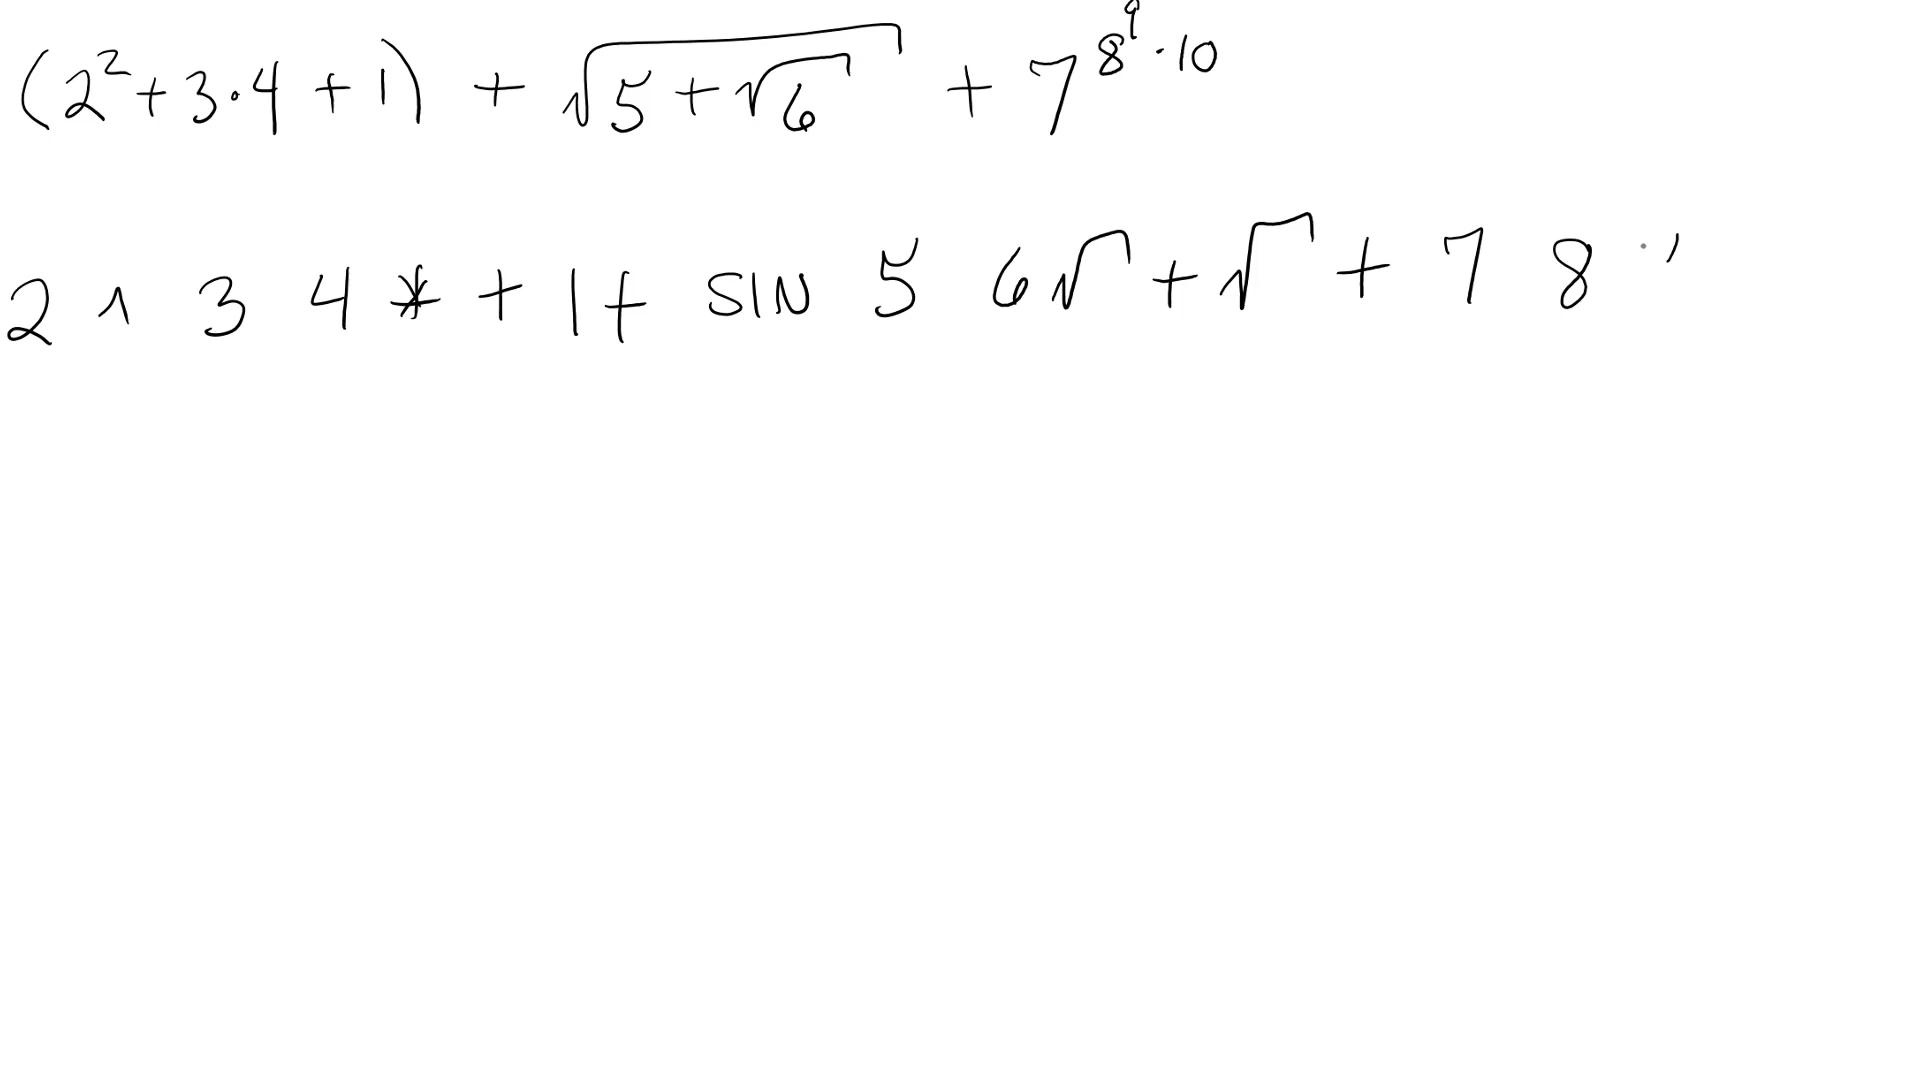 (2² + 3·4 + 1) + √(5 + √6) + 7^(8^9·10)
2 ^ 3 4 * + 1 + SIN 5 6 √ + √ + 7 8